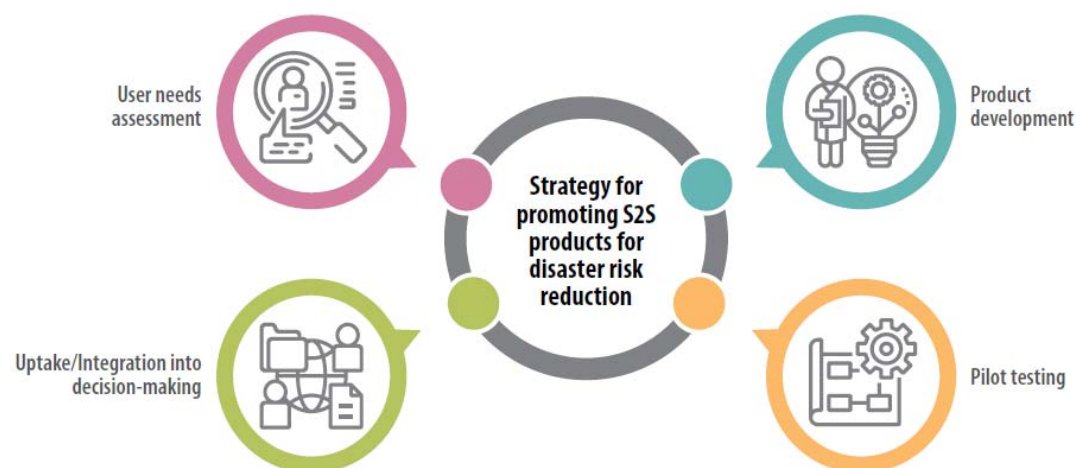 User needs
assessment
Product
development
Strategy for
promoting S2S
products for
disaster risk
reduction
Uptake/Integration into
decision-making
Pilot testing